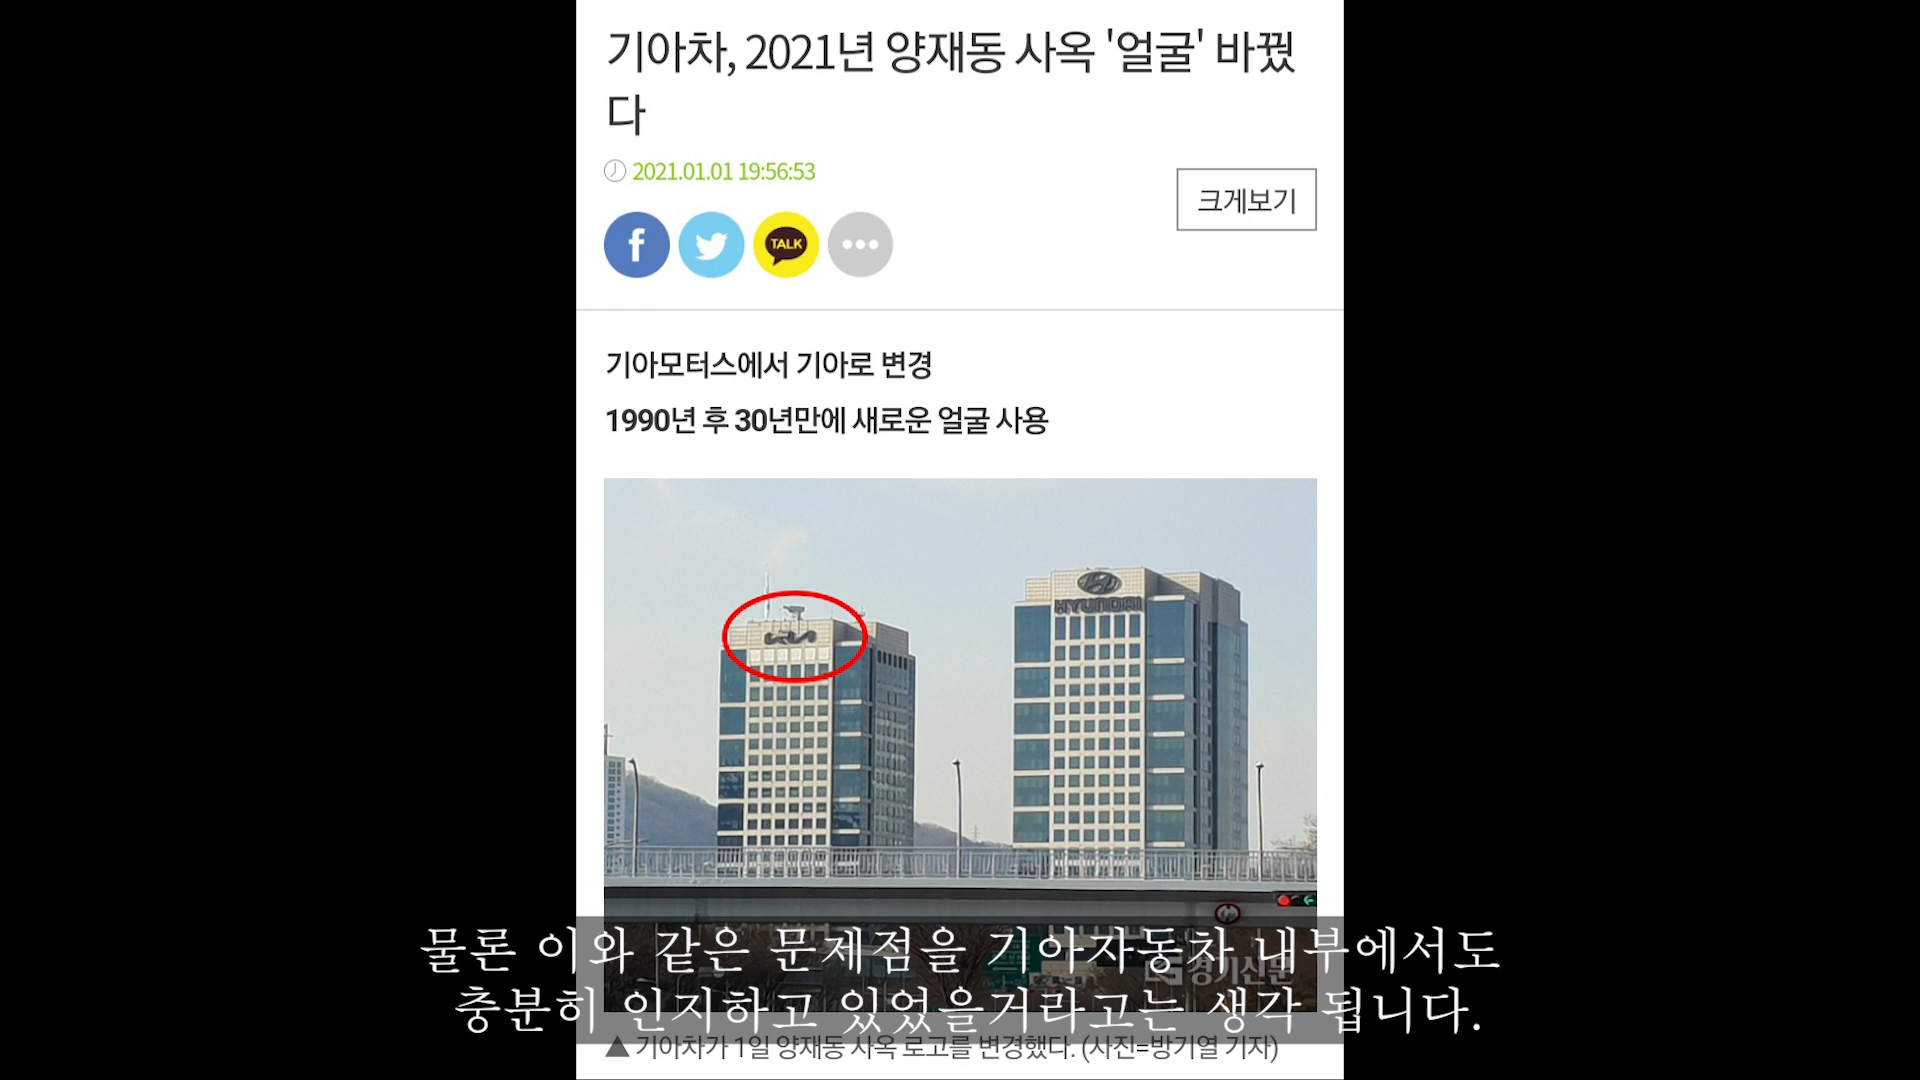 기아차, 2021년 양재동 사옥 '얼굴' 바꿨
다
2021.01.01 19:56:53
크게보기
f
TALK
기아모터스에서 기아로 변경
1990년 후 30년만에 새로운 얼굴 사용
KIA
HYUNDAI
경기신문
물론 이와 같은 문제점을 기아자동차 내부에서도
충분히 인지하고 있었을거라고는 생각 됩니다.
▲ 기아차가 1일 양재동 사옥 로고를 변경했다. (사진=방기열 기자)